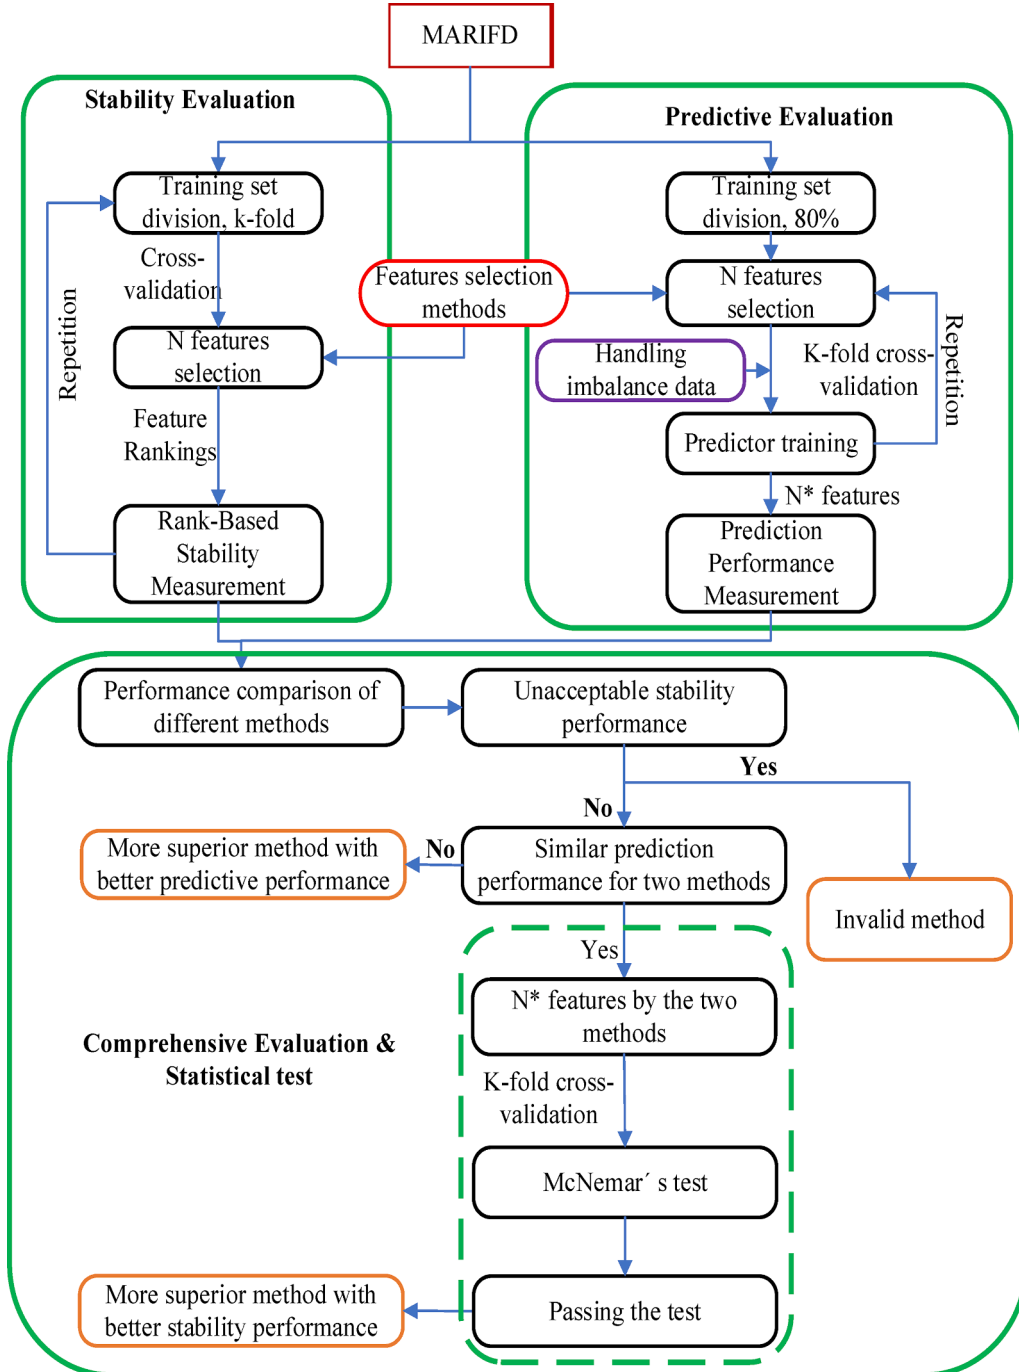 MARIFD
Stability Evaluation
Training set
division, k-fold
Cross-
validation
N features
selection
Feature
Rankings
Rank-Based
Stability
Measurement
Repetition
Features selection
methods
Predictive Evaluation
Training set
division, 80%
N features
selection
Handling
imbalance data
K-fold cross-
validation
Repetition
Predictor training
N* features
Prediction
Performance
Measurement
Performance comparison of
different methods
Unacceptable stability
performance
Yes
No
Similar prediction
performance for two methods
No
More superior method with
better predictive performance
Invalid method
Yes
N* features by the two
methods
Comprehensive Evaluation &
Statistical test
K-fold cross-
validation
McNemar´ s test
Passing the test
More superior method with
better stability performance